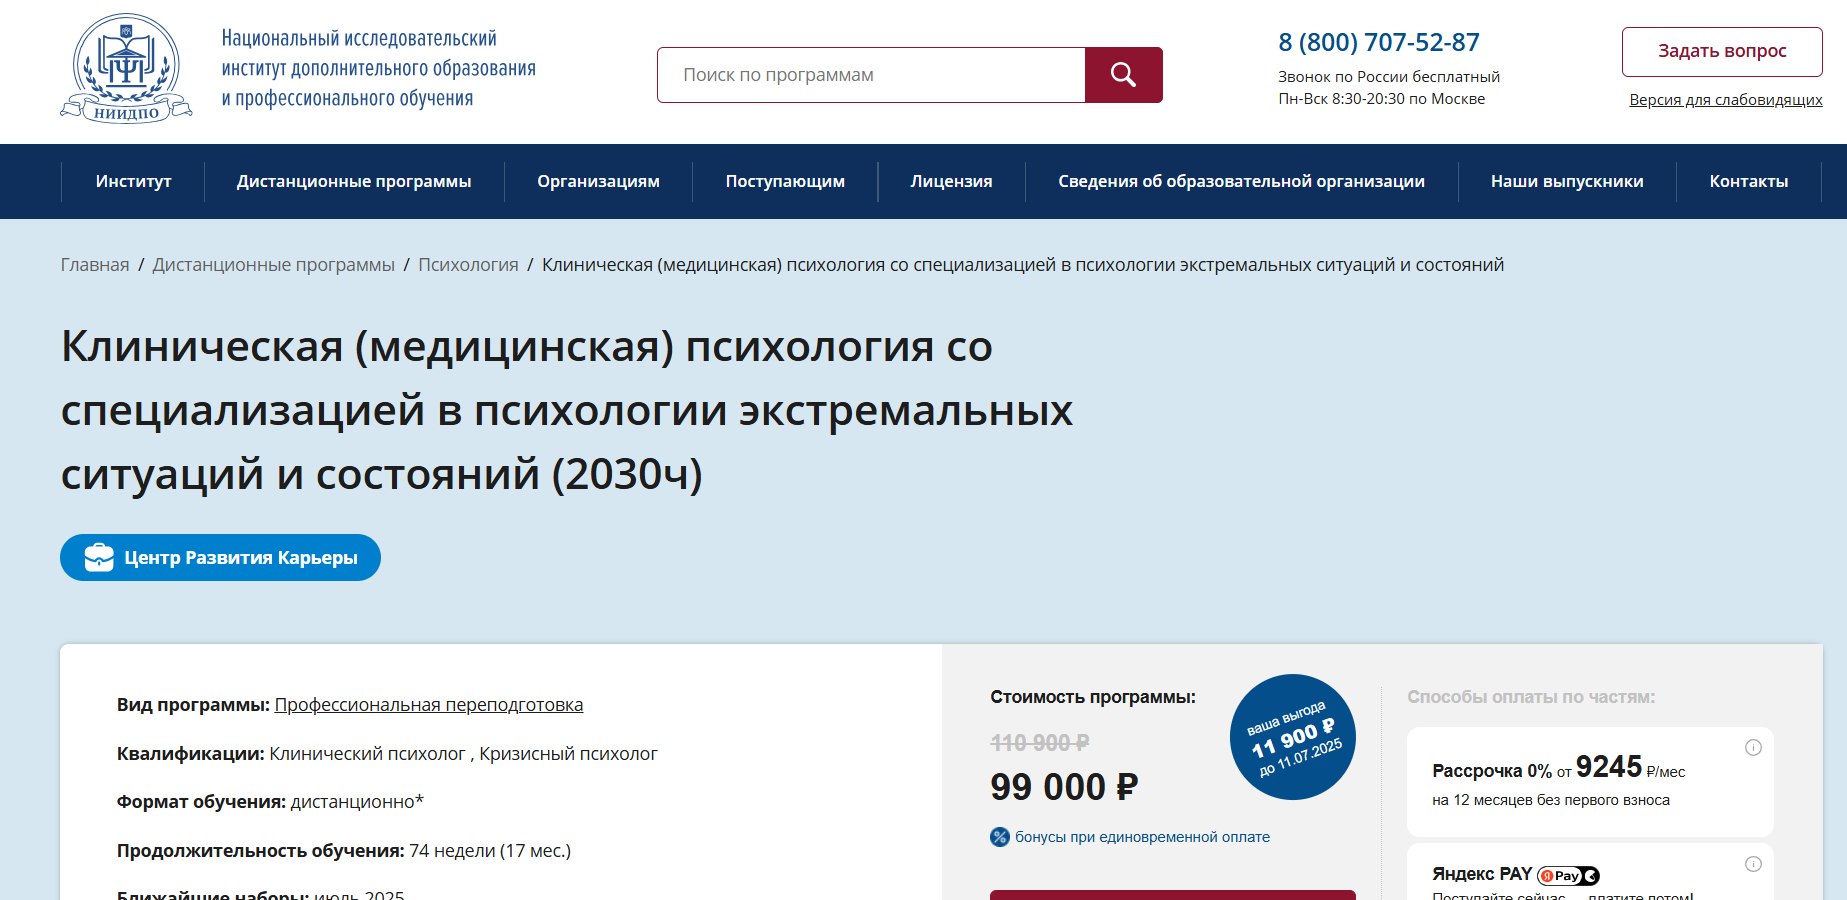 НИИДПО
Национальный исследовательский
институт дополнительного образования
и профессионального обучения
Поиск по программам
8 (800) 707-52-87
Звонок по России бесплатный
Пн-Вск 8:30-20:30 по Москве
Задать вопрос
Версия для слабовидящих
Институт
Дистанционные программы
Организациям
Поступающим
Лицензия
Сведения об образовательной организации
Наши выпускники
Контакты
Главная / Дистанционные программы / Психология / Клиническая (медицинская) психология со специализацией в психологии экстремальных ситуаций и состояний
Клиническая (медицинская) психология со
специализацией в психологии экстремальных
ситуаций и состояний (2030ч)
Центр Развития Карьеры
Вид программы: Профессиональная переподготовка
Квалификации: Клинический психолог , Кризисный психолог
Формат обучения: дистанционно*
Продолжительность обучения: 74 недели (17 мес.)
Ближайшие наборы: июль 2025
Стоимость программы:
110 900 ₽
99 000 ₽
бонусы при единовременной оплате
ваша выгода
11 900 ₽
до 11.07.2025
Способы оплаты по частям:
Рассрочка 0% от 9245 ₽/мес
на 12 месяцев без первого взноса
Яндекс PAY Я Pay
Поступайте сейчас — платите потом!